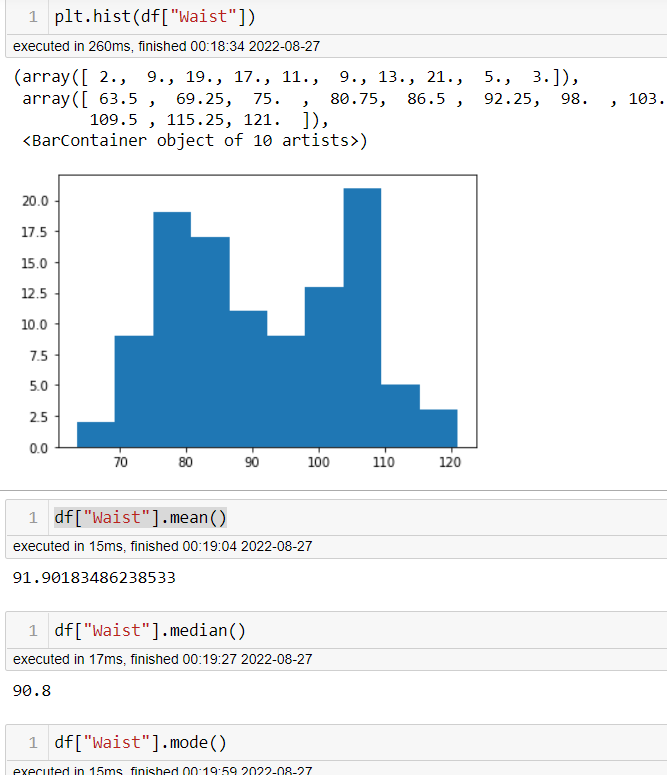 1 plt.hist(df["Waist"])
executed in 260ms, finished 00:18:34 2022-08-27
(array([ 2., 9., 19., 17., 11., 9., 13., 21., 5., 3.]),
array([ 63.5 , 69.25, 75. , 80.75, 86.5 , 92.25, 98. , 103.
109.5 , 115.25, 121. ]),
<BarContainer object of 10 artists>)
20.0
17.5
15.0
12.5
10.0
7.5
5.0
2.5
0.0
70 80 90 100 110 120
1 df["Waist"].mean()
executed in 15ms, finished 00:19:04 2022-08-27
91.90183486238533
1 df["Waist"].median()
executed in 17ms, finished 00:19:27 2022-08-27
90.8
1 df["Waist"].mode()
executed in 15ms, finished 00:19:59 2022-08-27